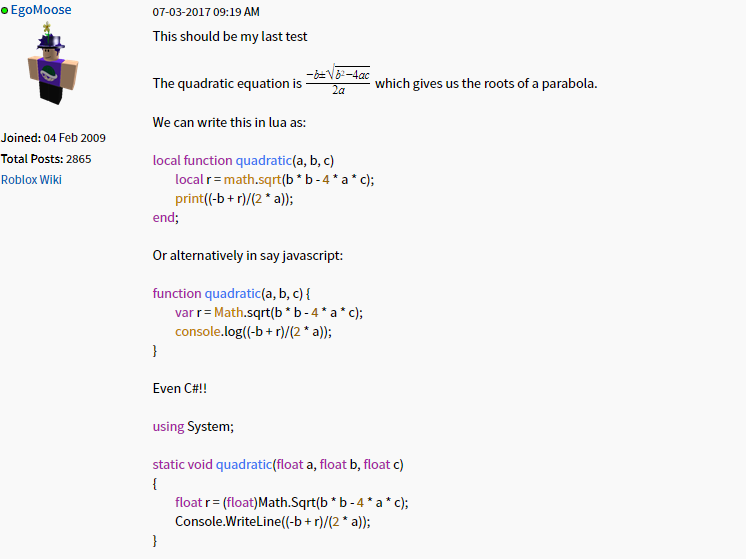 EgoMoose
Joined: 04 Feb 2009
Total Posts: 2865
Roblox Wiki
07-03-2017 09:19 AM
This should be my last test
The quadratic equation is −b±√b²−4ac / 2a which gives us the roots of a parabola.
We can write this in lua as:
local function quadratic(a, b, c)
local r = math.sqrt(b * b - 4 * a * c);
print((-b + r)/(2 * a));
end;
Or alternatively in say javascript:
function quadratic(a, b, c) {
var r = Math.sqrt(b * b - 4 * a * c);
console.log((-b + r)/(2 * a));
}
Even C#!!
using System;
static void quadratic(float a, float b, float c)
{
float r = (float)Math.Sqrt(b * b - 4 * a * c);
Console.WriteLine((-b + r)/(2 * a));
}